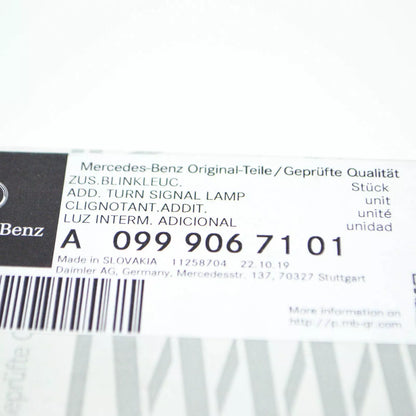 Mercedes-Benz Original-Teile/Geprüfte Qualität
ZUS.BLINKLEUC. Stück
ADD. TURN SIGNAL LAMP unit
CLIGNOTANT.ADDIT. unité
LUZ INTERM. ADICIONAL unidad
Benz
A 099 906 71 01
Made in SLOVAKIA 11258704 22.10.19
Daimler AG, Germany, Mercedesstr. 137, 70327 Stuttgart
More information on
http://p.mb-qr.com